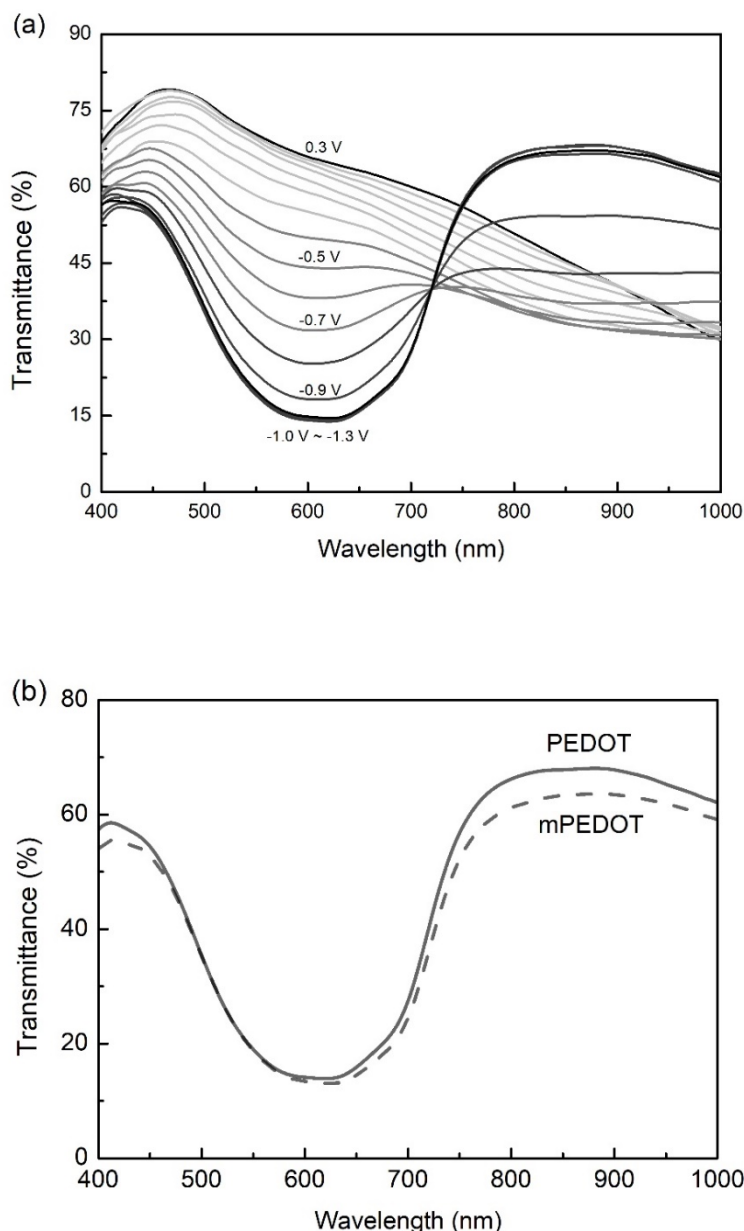 (a)
90
75
60
45
30
15
0
Transmittance (%)
0.3 V
-0.5 V
-0.7 V
-0.9 V
-1.0 V ~ -1.3 V
400 500 600 700 800 900 1000
Wavelength (nm)
(b)
80
60
40
20
0
Transmittance (%)
PEDOT
mPEDOT
400 500 600 700 800 900 1000
Wavelength (nm)